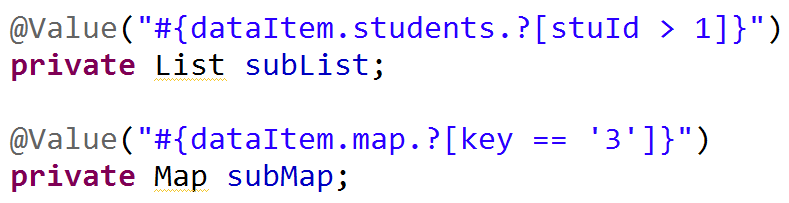 @Value("#{dataItem.students.?[stuId > 1]}")
private List subList;
@Value("#{dataItem.map.?[key == '3']}")
private Map subMap;